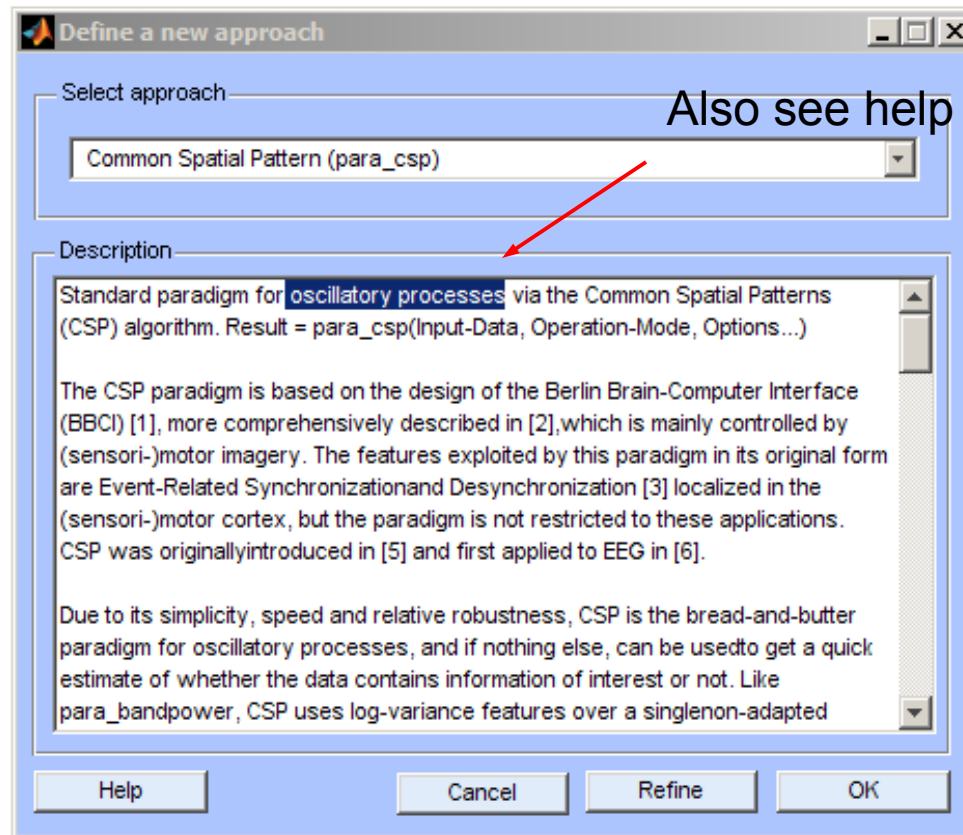 Define a new approach
Select approach
Also see help
Common Spatial Pattern (para_csp)
Description
Standard paradigm for oscillatory processes via the Common Spatial Patterns
(CSP) algorithm. Result = para_csp(Input-Data, Operation-Mode, Options...)
The CSP paradigm is based on the design of the Berlin Brain-Computer Interface
(BBCI) [1], more comprehensively described in [2],which is mainly controlled by
(sensori-)motor imagery. The features exploited by this paradigm in its original form
are Event-Related Synchronizationand Desynchronization [3] localized in the
(sensori-)motor cortex, but the paradigm is not restricted to these applications.
CSP was originallyintroduced in [5] and first applied to EEG in [6].
Due to its simplicity, speed and relative robustness, CSP is the bread-and-butter
paradigm for oscillatory processes, and if nothing else, can be usedto get a quick
estimate of whether the data contains information of interest or not. Like
para_bandpower, CSP uses log-variance features over a singlenon-adapted
Help
Cancel
Refine
OK